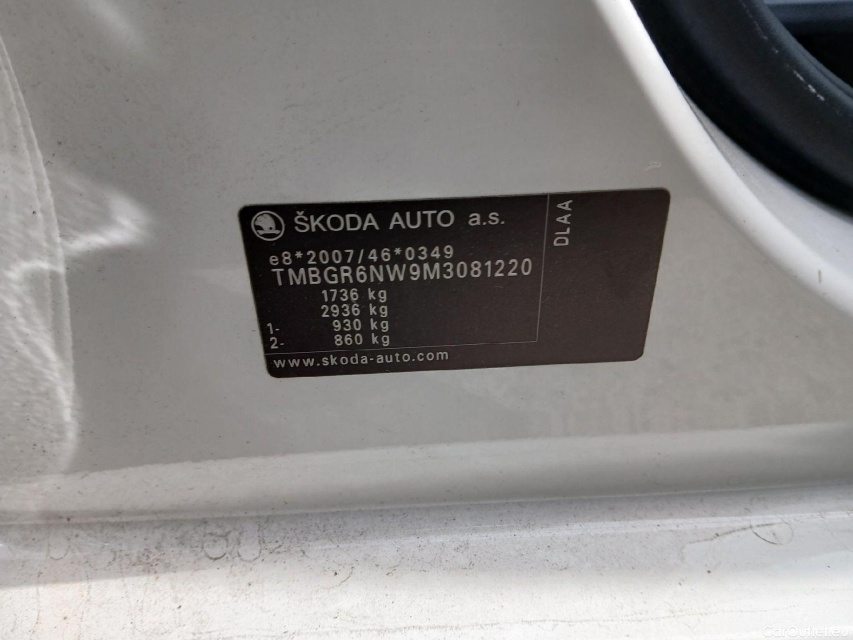 ŠKODA AUTO a.s.
DLAA
e8*2007/46*0349
TMBGR6NW9M3081220
1736 kg
2936 kg
1- 930 kg
2- 860 kg
www.skoda-auto.com